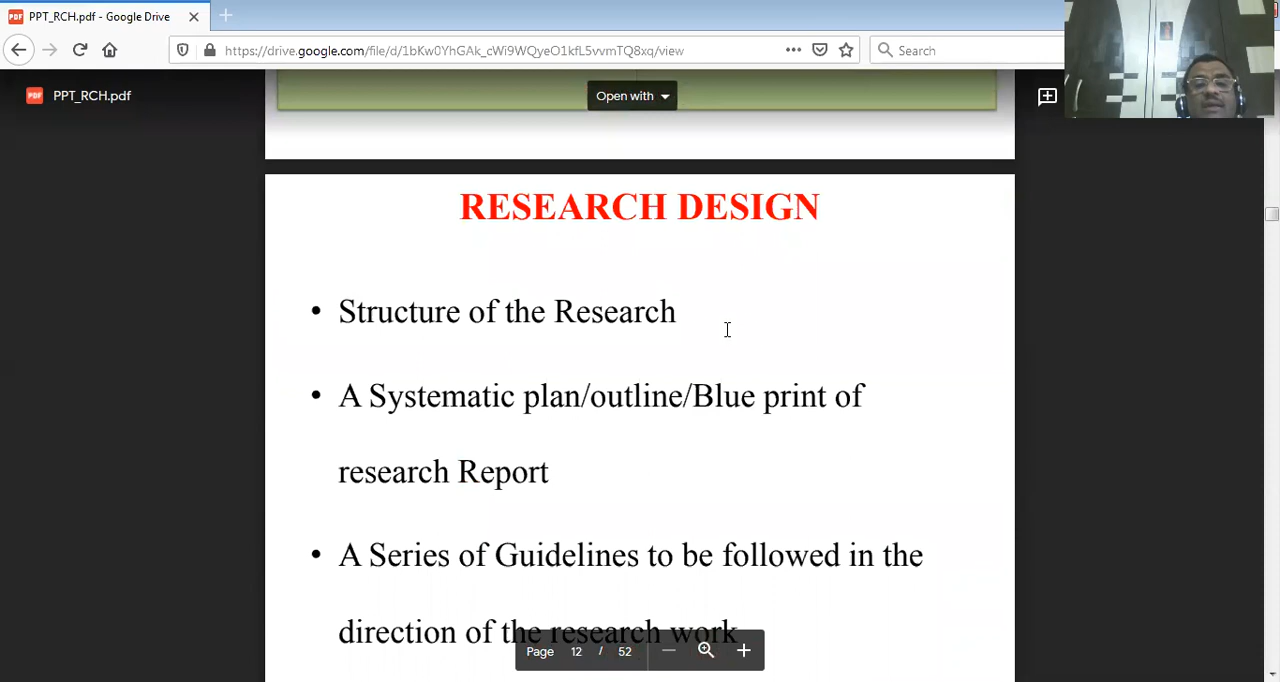 PPT_RCH.pdf - Google Drive
https://drive.google.com/file/d/1bKw0YhGAk_cWi9WQyeO1kfL5vvmTQ8xq/view
Search
PPT_RCH.pdf
Open with
RESEARCH DESIGN
• Structure of the Research
• A Systematic plan/outline/Blue print of
research Report
• A Series of Guidelines to be followed in the
direction of the research work
Page 12 / 52